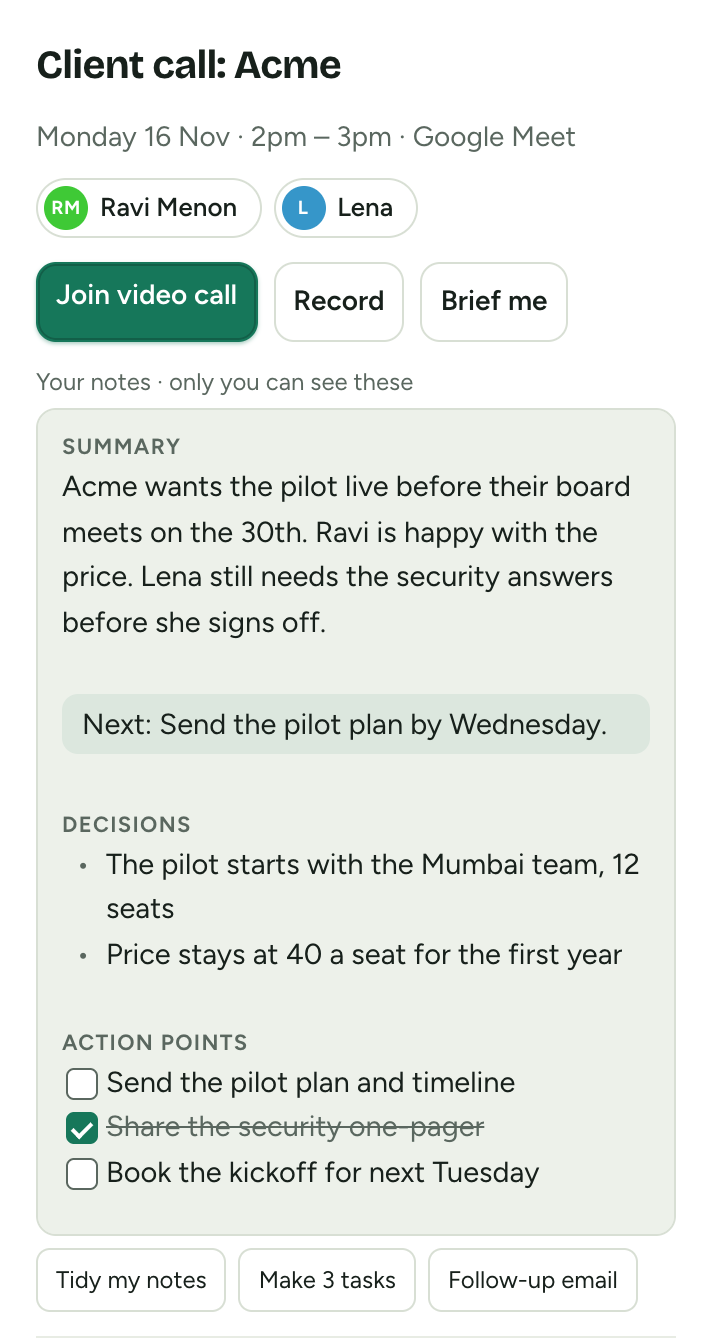 Client call: Acme
Monday 16 Nov · 2pm – 3pm · Google Meet
RM Ravi Menon L Lena
Join video call Record Brief me
Your notes · only you can see these
SUMMARY
Acme wants the pilot live before their board
meets on the 30th. Ravi is happy with the
price. Lena still needs the security answers
before she signs off.
Next: Send the pilot plan by Wednesday.
DECISIONS
• The pilot starts with the Mumbai team, 12
seats
• Price stays at 40 a seat for the first year
ACTION POINTS
Send the pilot plan and timeline
Share the security one-pager
Book the kickoff for next Tuesday
Tidy my notes Make 3 tasks Follow-up email